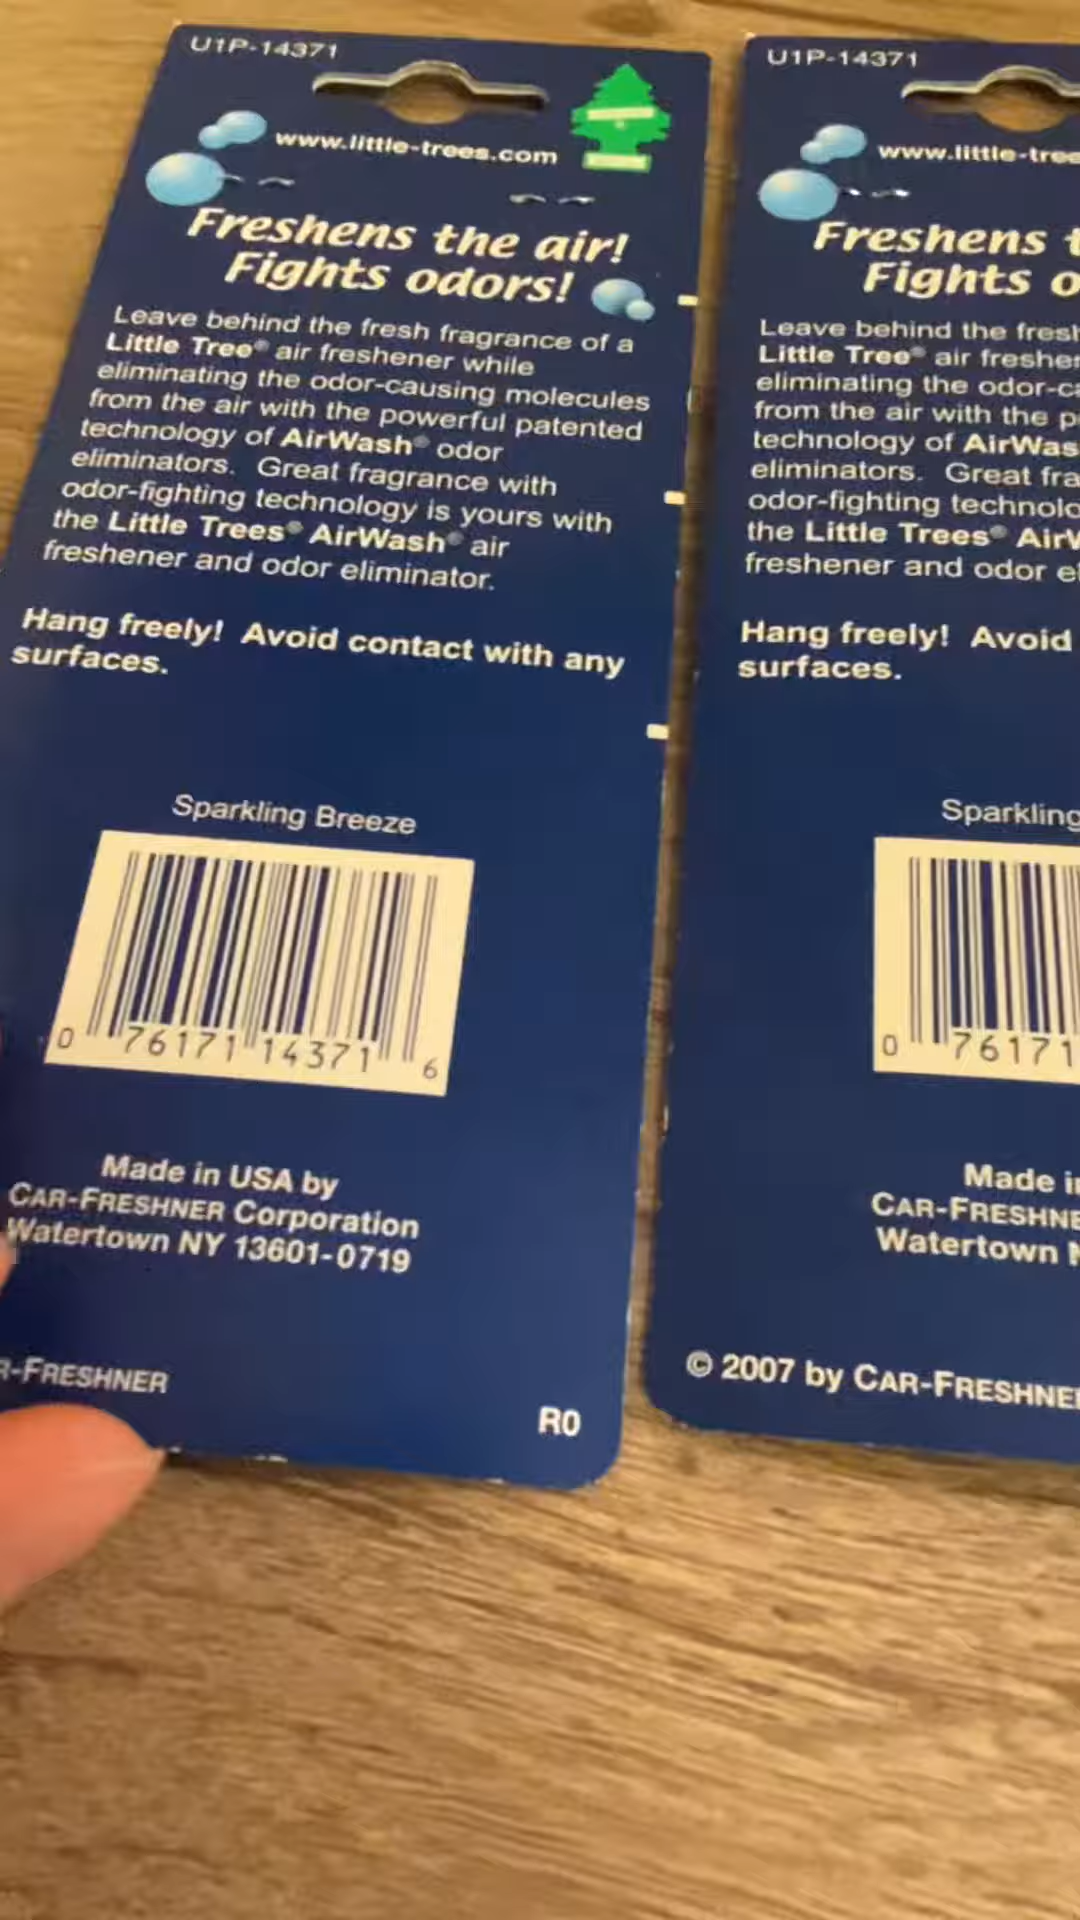 U1P-14371
www.little-trees.com
Freshens the air!
Fights odors!
Leave behind the fresh fragrance of a
Little Tree® air freshener while
eliminating the odor-causing molecules
from the air with the powerful patented
technology of AirWash® odor
eliminators. Great fragrance with
odor-fighting technology is yours with
the Little Trees® AirWash® air
freshener and odor eliminator.
Hang freely! Avoid contact with any
surfaces.
Sparkling Breeze
0 76171 14371 6
Made in USA by
CAR-FRESHNER Corporation
Watertown NY 13601-0719
R-FRESHNER
R0
U1P-14371
www.little-tree
Freshens t
Fights o
Leave behind the fresh
Little Tree® air freshe
eliminating the odor-ca
from the air with the p
technology of AirWas
eliminators. Great fra
odor-fighting technolo
the Little Trees® Air
freshener and odor el
Hang freely! Avoid
surfaces.
Sparkling
0 76171
Made i
CAR-FRESHNE
Watertown N
© 2007 by CAR-FRESHNE